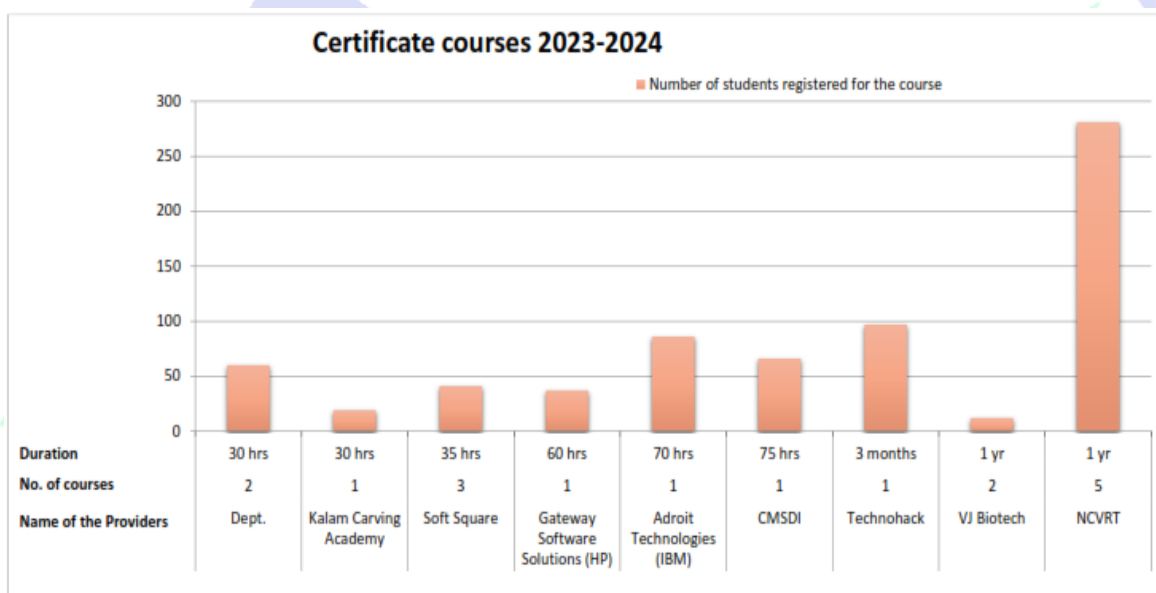 Certificate courses 2023-2024
Number of students registered for the course
300
250
200
150
100
50
0
Duration 30 hrs 30 hrs 35 hrs 60 hrs 70 hrs 75 hrs 3 months 1 yr 1 yr
No. of courses 2 1 3 1 1 1 1 2 5
Name of the Providers Dept. Kalam Carving Soft Square Gateway Adroit CMSDI Technohack VJ Biotech NCVRT
Academy Software Technologies
Solutions (HP) (IBM)